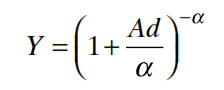 Y = (1 + Ad/α)^−α